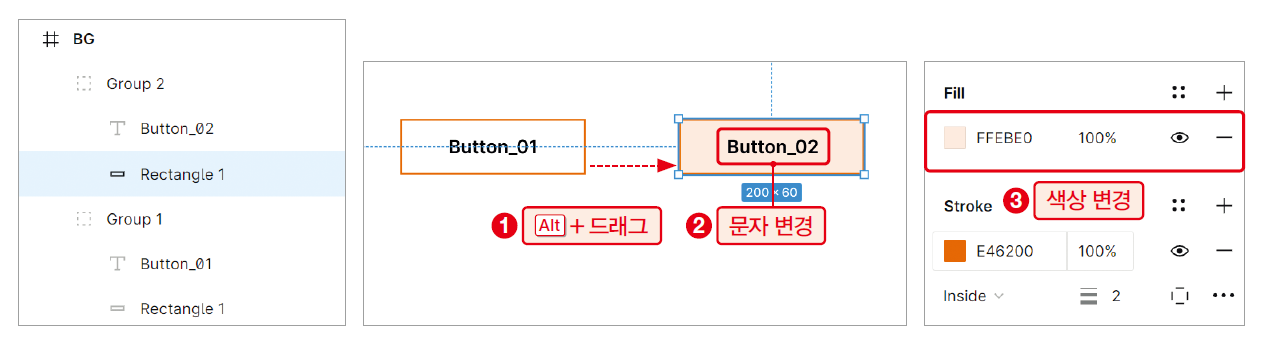 BG
Group 2
Button_02
Rectangle 1
Group 1
Button_01
Rectangle 1
Button_01
Button_02
200 × 60
1 Alt + 드래그
2 문자 변경
Fill
FFEBE0 100%
Stroke
3 색상 변경
E46200 100%
Inside 2